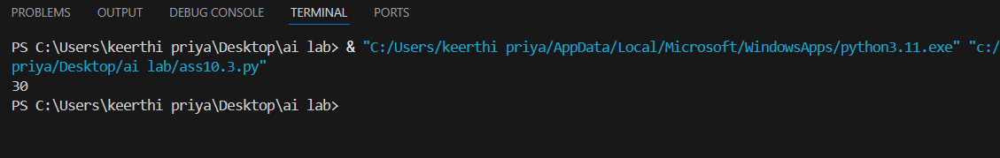 PROBLEMS OUTPUT DEBUG CONSOLE TERMINAL PORTS
PS C:\Users\keerthi priya\Desktop\ai lab> & "C:/Users/keerthi priya/AppData/Local/Microsoft/WindowsApps/python3.11.exe" "c:/
priya/Desktop/ai lab/ass10.3.py"
30
PS C:\Users\keerthi priya\Desktop\ai lab>